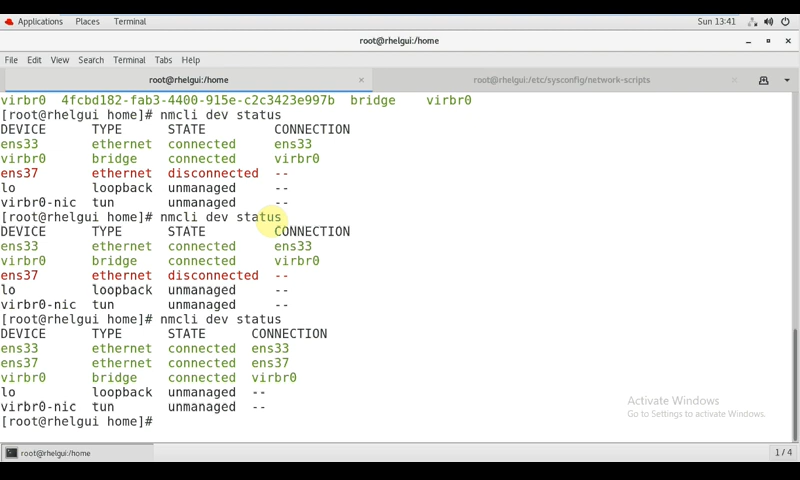 Applications Places Terminal Sun 13:41
root@rhelgui:/home
File Edit View Search Terminal Tabs Help
root@rhelgui:/home × root@rhelgui:/etc/sysconfig/network-scripts ×
virbr0 4fcbd182-fab3-4400-915e-c2c3423e997b bridge virbr0
[root@rhelgui home]# nmcli dev status
DEVICE TYPE STATE CONNECTION
ens33 ethernet connected ens33
virbr0 bridge connected virbr0
ens37 ethernet disconnected --
lo loopback unmanaged --
virbr0-nic tun unmanaged --
[root@rhelgui home]# nmcli dev status
DEVICE TYPE STATE CONNECTION
ens33 ethernet connected ens33
virbr0 bridge connected virbr0
ens37 ethernet disconnected --
lo loopback unmanaged --
virbr0-nic tun unmanaged --
[root@rhelgui home]# nmcli dev status
DEVICE TYPE STATE CONNECTION
ens33 ethernet connected ens33
ens37 ethernet connected ens37
virbr0 bridge connected virbr0
lo loopback unmanaged --
virbr0-nic tun unmanaged --
[root@rhelgui home]#
Activate Windows
Go to Settings to activate Windows.
root@rhelgui:/home 1 / 4